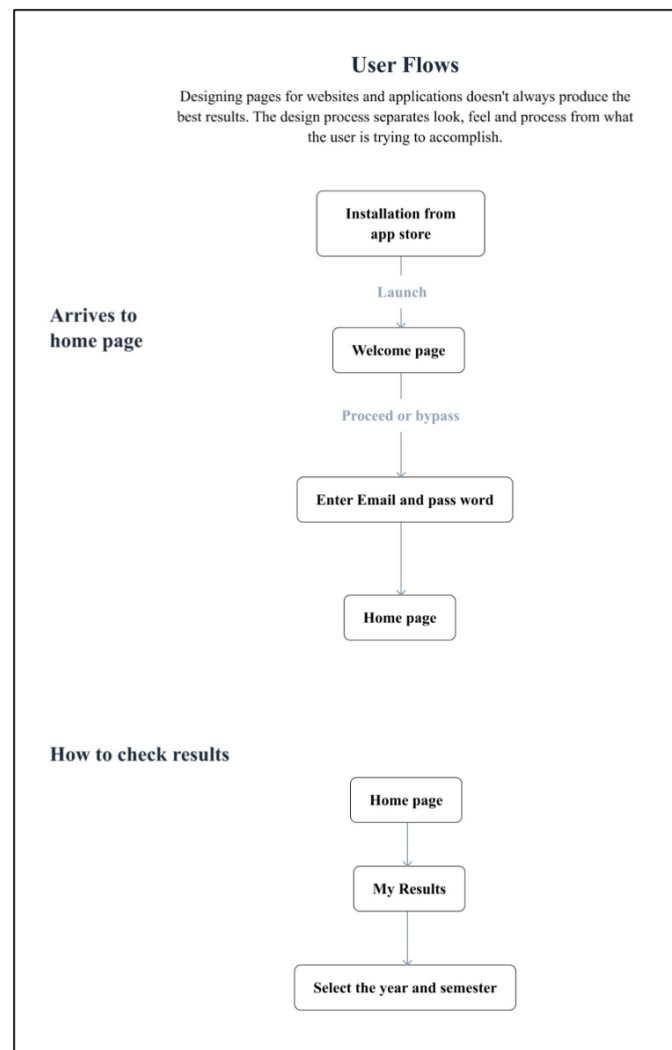 User Flows
Designing pages for websites and applications doesn't always produce the
best results. The design process separates look, feel and process from what
the user is trying to accomplish.
Installation from
app store
Launch
Arrives to
home page
Welcome page
Proceed or bypass
Enter Email and pass word
Home page
How to check results
Home page
My Results
Select the year and semester